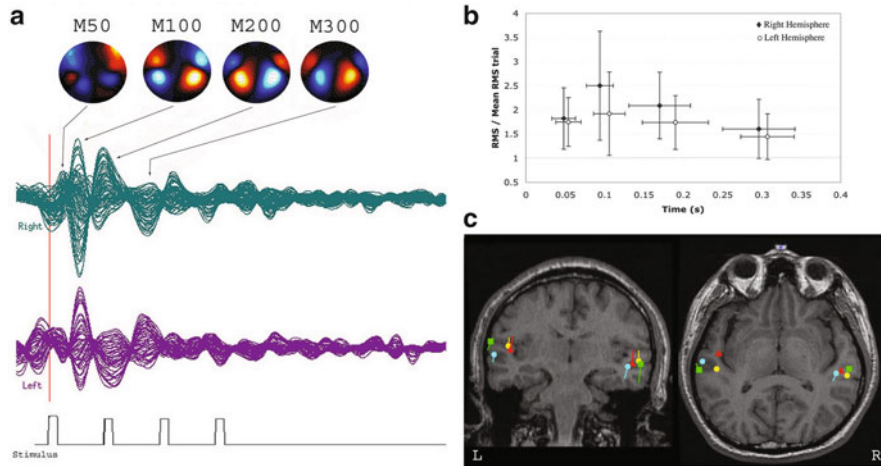 a
M50 M100 M200 M300
Right
Left
Stimulus
b
Right Hemisphere
Left Hemisphere
RMS / Mean RMS trial
4
3.5
3
2.5
2
1.5
1
0.5
0 0.05 0.1 0.15 0.2 0.25 0.3 0.35 0.4
Time (s)
c
L R